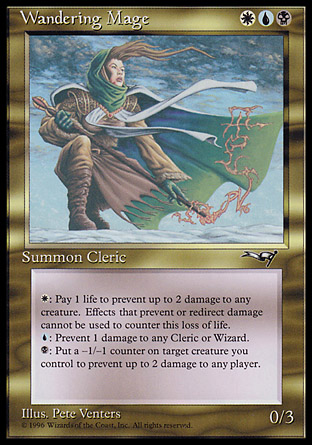 Wandering Mage
Summon Cleric
: Pay 1 life to prevent up to 2 damage to any
creature. Effects that prevent or redirect damage
cannot be used to counter this loss of life.
: Prevent 1 damage to any Cleric or Wizard.
: Put a -1/-1 counter on target creature you
control to prevent up to 2 damage to any player.
Illus. Pete Venters
0/3
© 1996 Wizards of the Coast, Inc. All rights reserved.